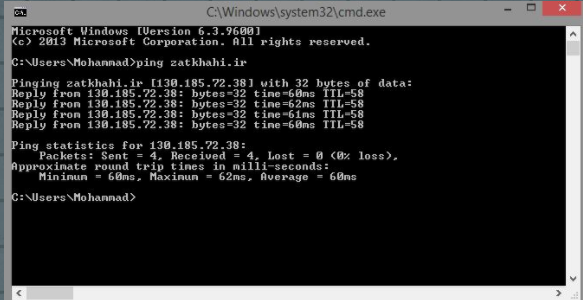 C:\Windows\system32\cmd.exe
Microsoft Windows [Version 6.3.9600]
(c) 2013 Microsoft Corporation. All rights reserved.
C:\Users\Mohammad>ping zatkhahi.ir
Pinging zatkhahi.ir [130.185.72.38] with 32 bytes of data:
Reply from 130.185.72.38: bytes=32 time=60ms TTL=58
Reply from 130.185.72.38: bytes=32 time=62ms TTL=58
Reply from 130.185.72.38: bytes=32 time=61ms TTL=58
Reply from 130.185.72.38: bytes=32 time=60ms TTL=58
Ping statistics for 130.185.72.38:
Packets: Sent = 4, Received = 4, Lost = 0 (0% loss),
Approximate round trip times in milli-seconds:
Minimum = 60ms, Maximum = 62ms, Average = 60ms
C:\Users\Mohammad>